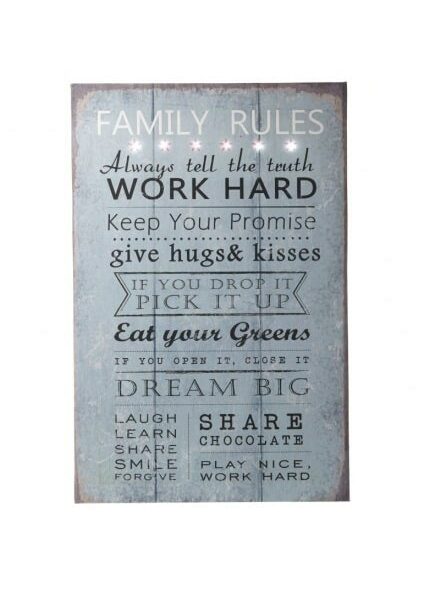 FAMILY RULES
Always tell the truth
WORK HARD
Keep Your Promise
give hugs& kisses
IF YOU DROP IT
PICK IT UP
Eat your Greens
IF YOU OPEN IT, CLOSE IT
DREAM BIG
LAUGH
LEARN
SHARE
SMILE
FORGIVE
SHARE
CHOCOLATE
PLAY NICE,
WORK HARD